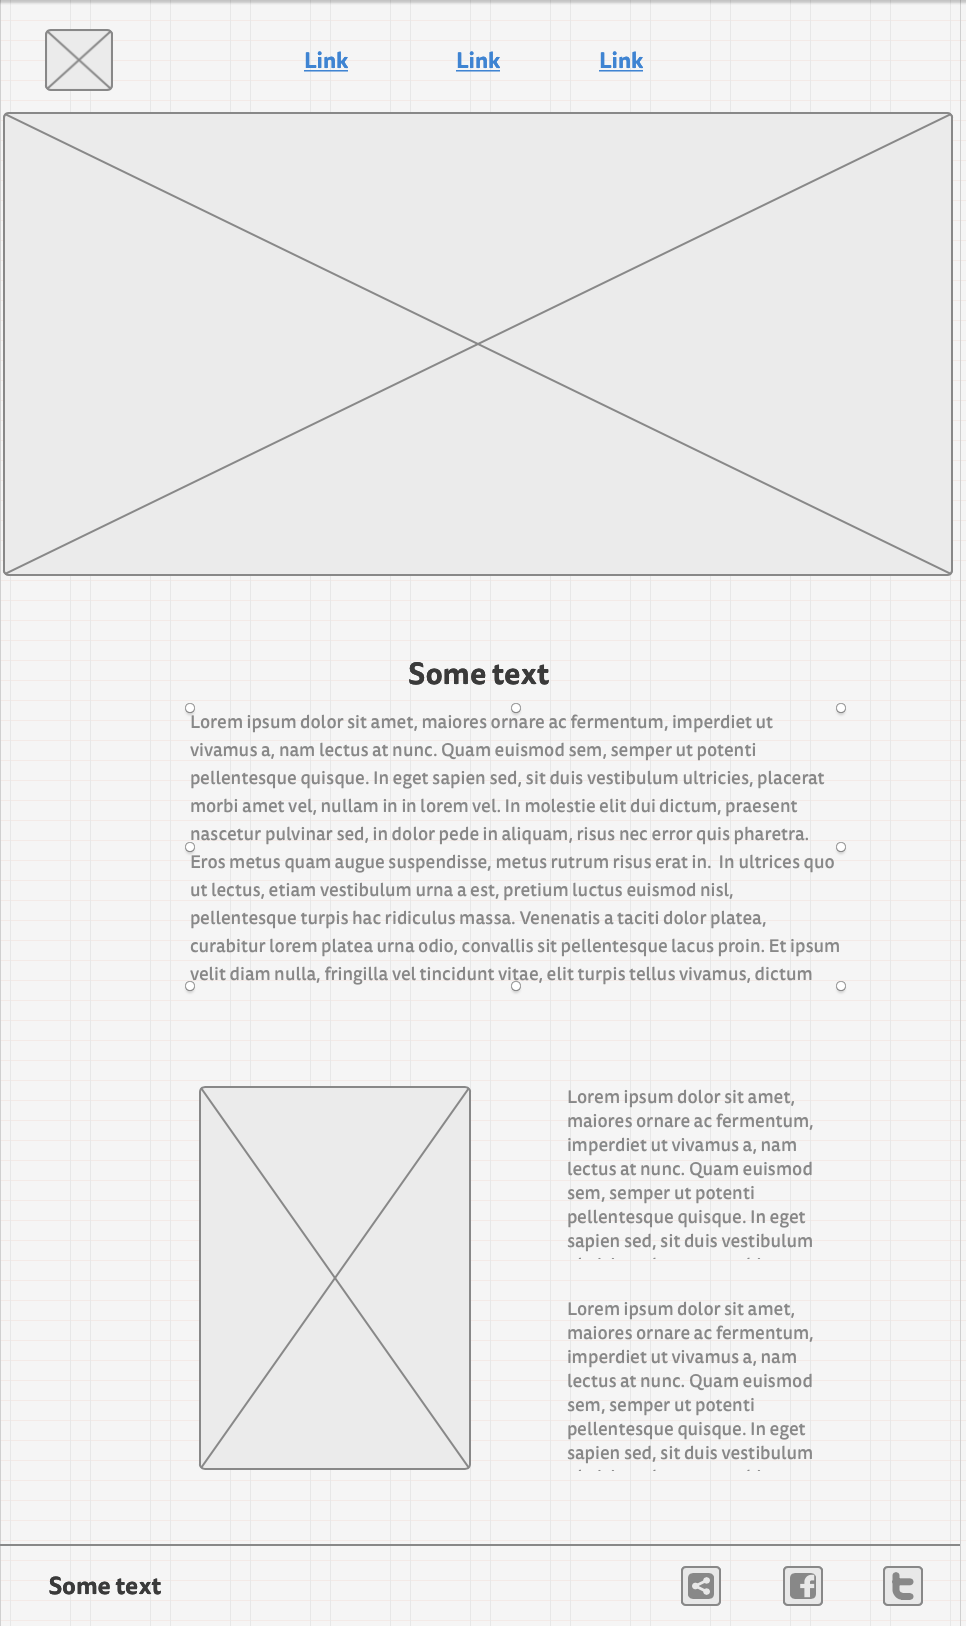 Link Link Link
Some text
Lorem ipsum dolor sit amet, maiores ornare ac fermentum, imperdiet ut
vivamus a, nam lectus at nunc. Quam euismod sem, semper ut potenti
pellentesque quisque. In eget sapien sed, sit duis vestibulum ultricies, placerat
morbi amet vel, nullam in in lorem vel. In molestie elit dui dictum, praesent
nascetur pulvinar sed, in dolor pede in aliquam, risus nec error quis pharetra.
Eros metus quam augue suspendisse, metus rutrum risus erat in.  In ultrices quo
ut lectus, etiam vestibulum urna a est, pretium luctus euismod nisl,
pellentesque turpis hac ridiculus massa. Venenatis a taciti dolor platea,
curabitur lorem platea urna odio, convallis sit pellentesque lacus proin. Et ipsum
velit diam nulla, fringilla vel tincidunt vitae, elit turpis tellus vivamus, dictum
Lorem ipsum dolor sit amet,
maiores ornare ac fermentum,
imperdiet ut vivamus a, nam
lectus at nunc. Quam euismod
sem, semper ut potenti
pellentesque quisque. In eget
sapien sed, sit duis vestibulum
Lorem ipsum dolor sit amet,
maiores ornare ac fermentum,
imperdiet ut vivamus a, nam
lectus at nunc. Quam euismod
sem, semper ut potenti
pellentesque quisque. In eget
sapien sed, sit duis vestibulum
Some text